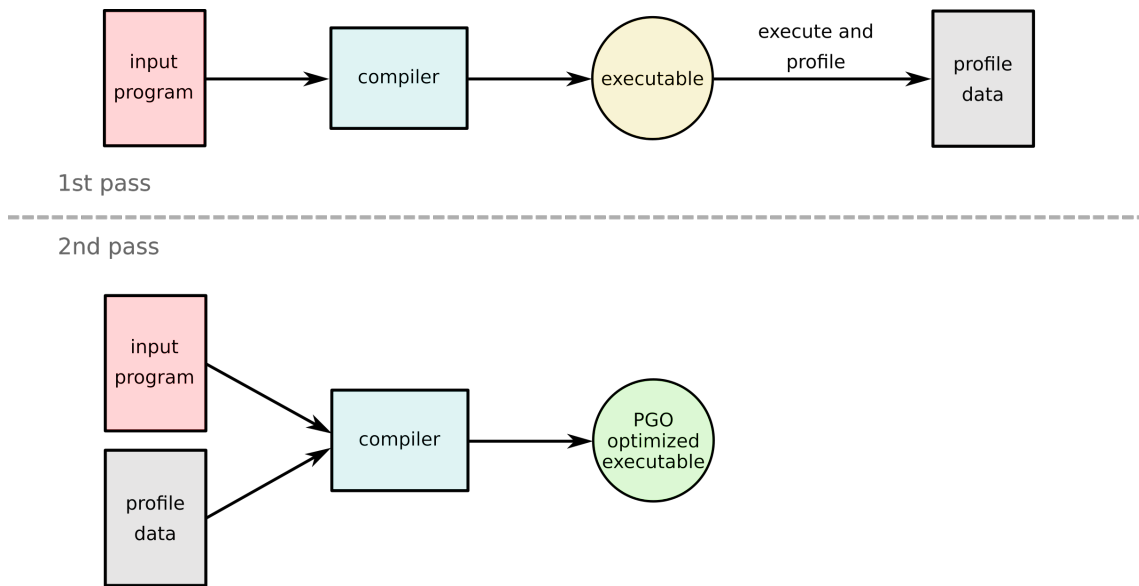 input
program
compiler
executable
execute and
profile
profile
data
1st pass
2nd pass
input
program
profile
data
compiler
PGO
optimized
executable